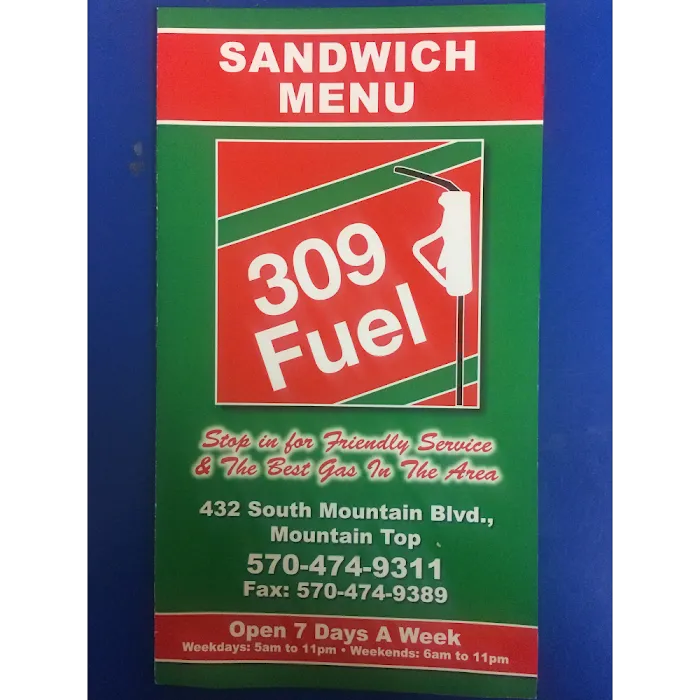 SANDWICH
MENU
309
Fuel
Stop in for Friendly Service
& The Best Gas In The Area
432 South Mountain Blvd.,
Mountain Top
570-474-9311
Fax: 570-474-9389
Open 7 Days A Week
Weekdays: 5am to 11pm • Weekends: 6am to 11pm